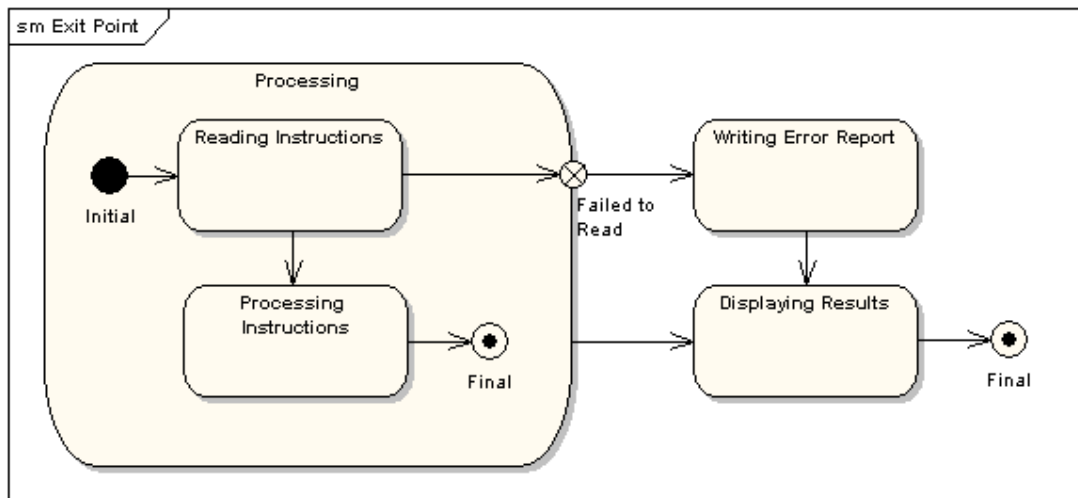 sm Exit Point
Processing
Reading Instructions
Writing Error Report
Initial
Failed to
Read
Processing
Instructions
Displaying Results
Final
Final